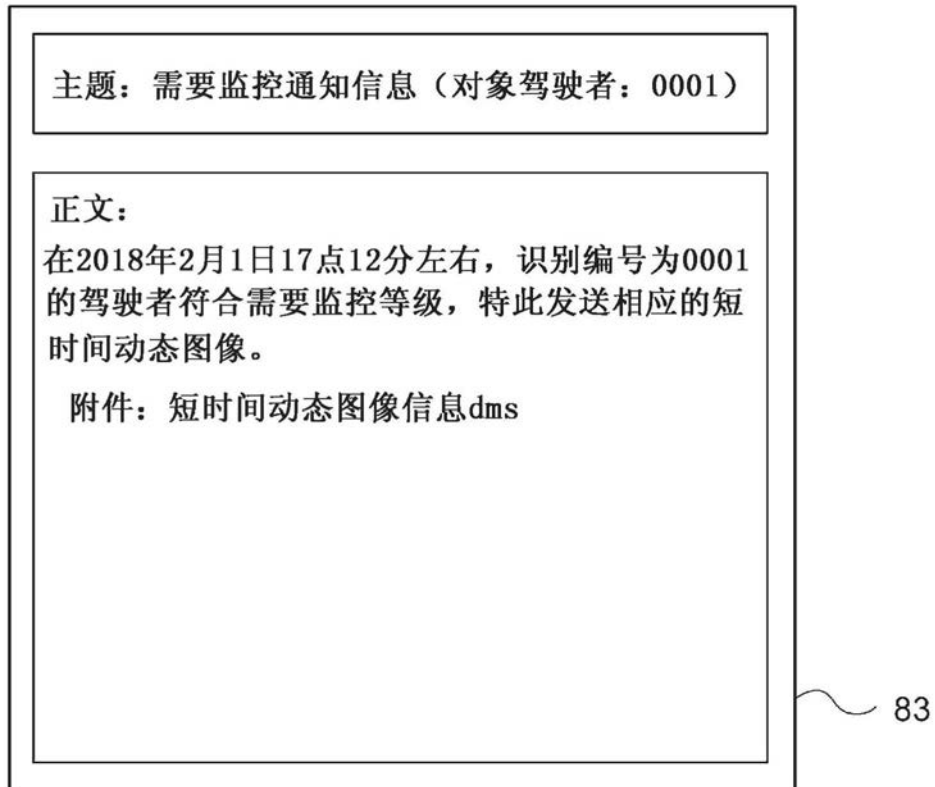 主题：需要监控通知信息（对象驾驶者：0001）
正文：
在2018年2月1日17点12分左右，识别编号为0001
的驾驶者符合需要监控等级，特此发送相应的短
时间动态图像。
附件：短时间动态图像信息dms
83